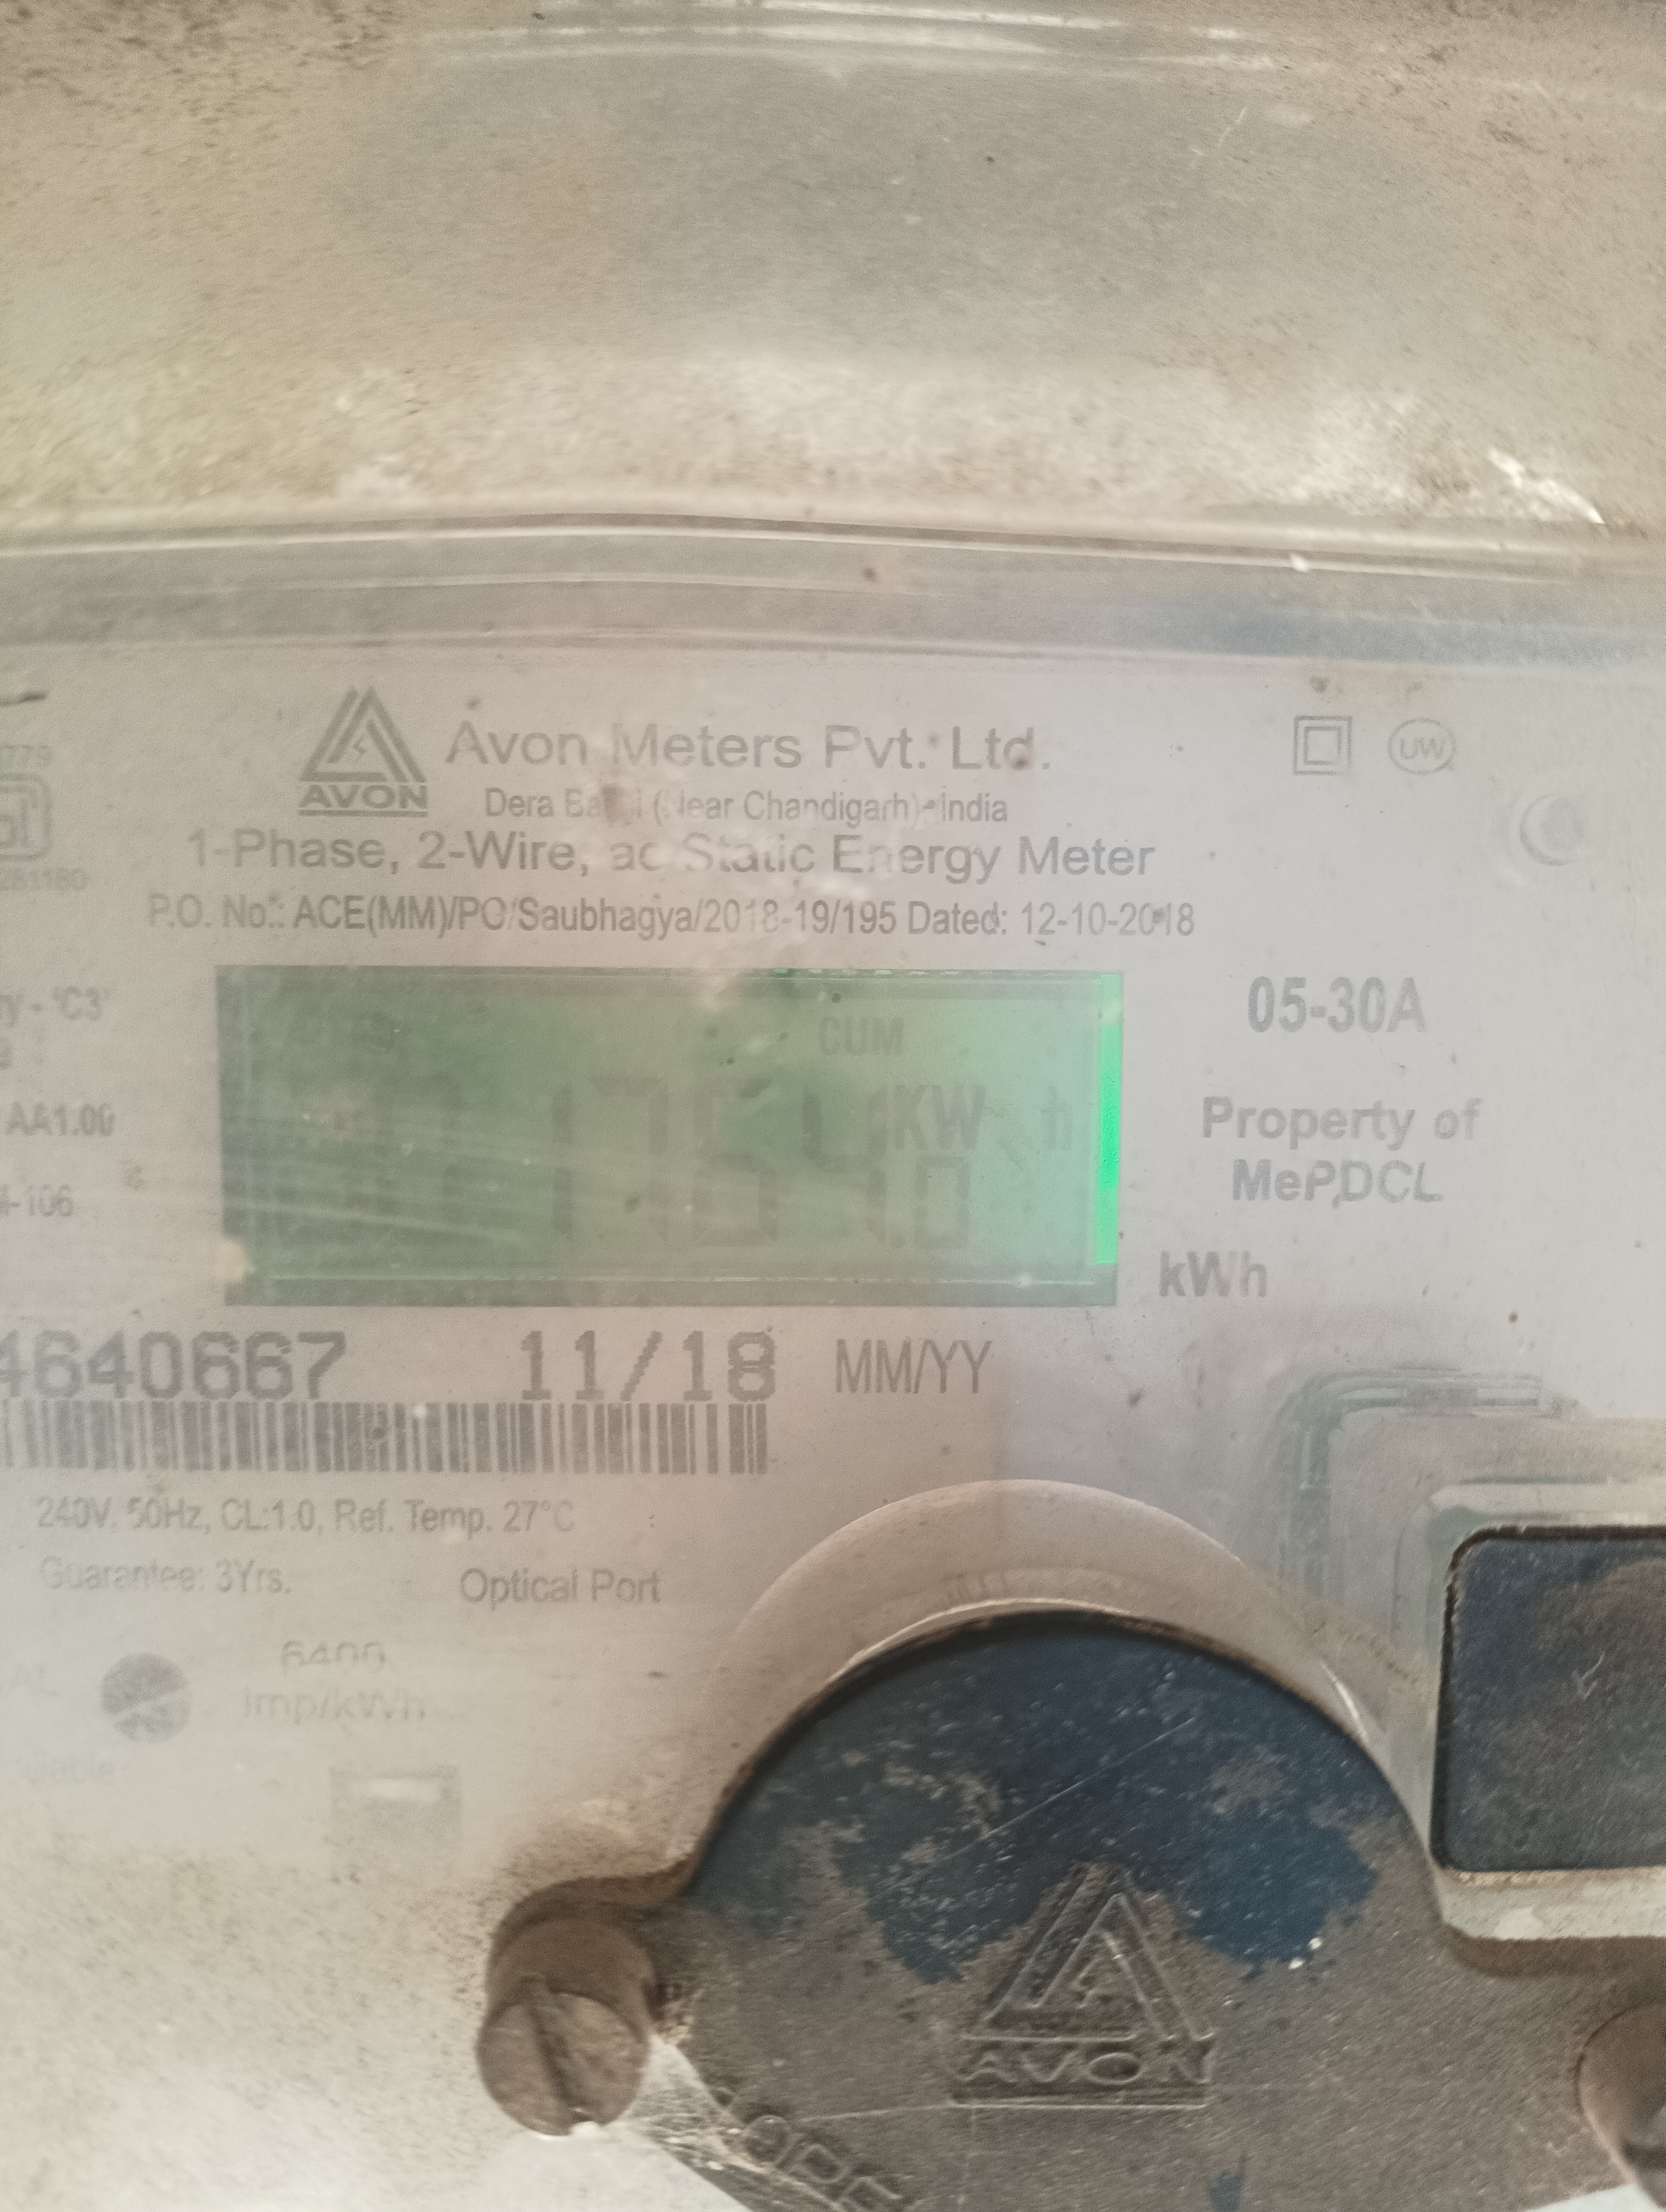 AVON
Avon Meters Pvt. Ltd.
(Near Chandigarh)-India
1-Phase, 2-Wire, ac Static Energy Meter
P.O. No.: ACE(MM)/PO/Saubhagya/2018-19/195 Dated: 12-10-2018
UW
'C3'
AA1.00
M-106
CUM
KWh
05-30A
Property of
MePDCL
kWh
4640667 11/18 MM/YY
240V, 50Hz, CL:1.0, Ref. Temp. 27°C
Guarantee: 3Yrs. Optical Port
6400
imp/kWh
AVON